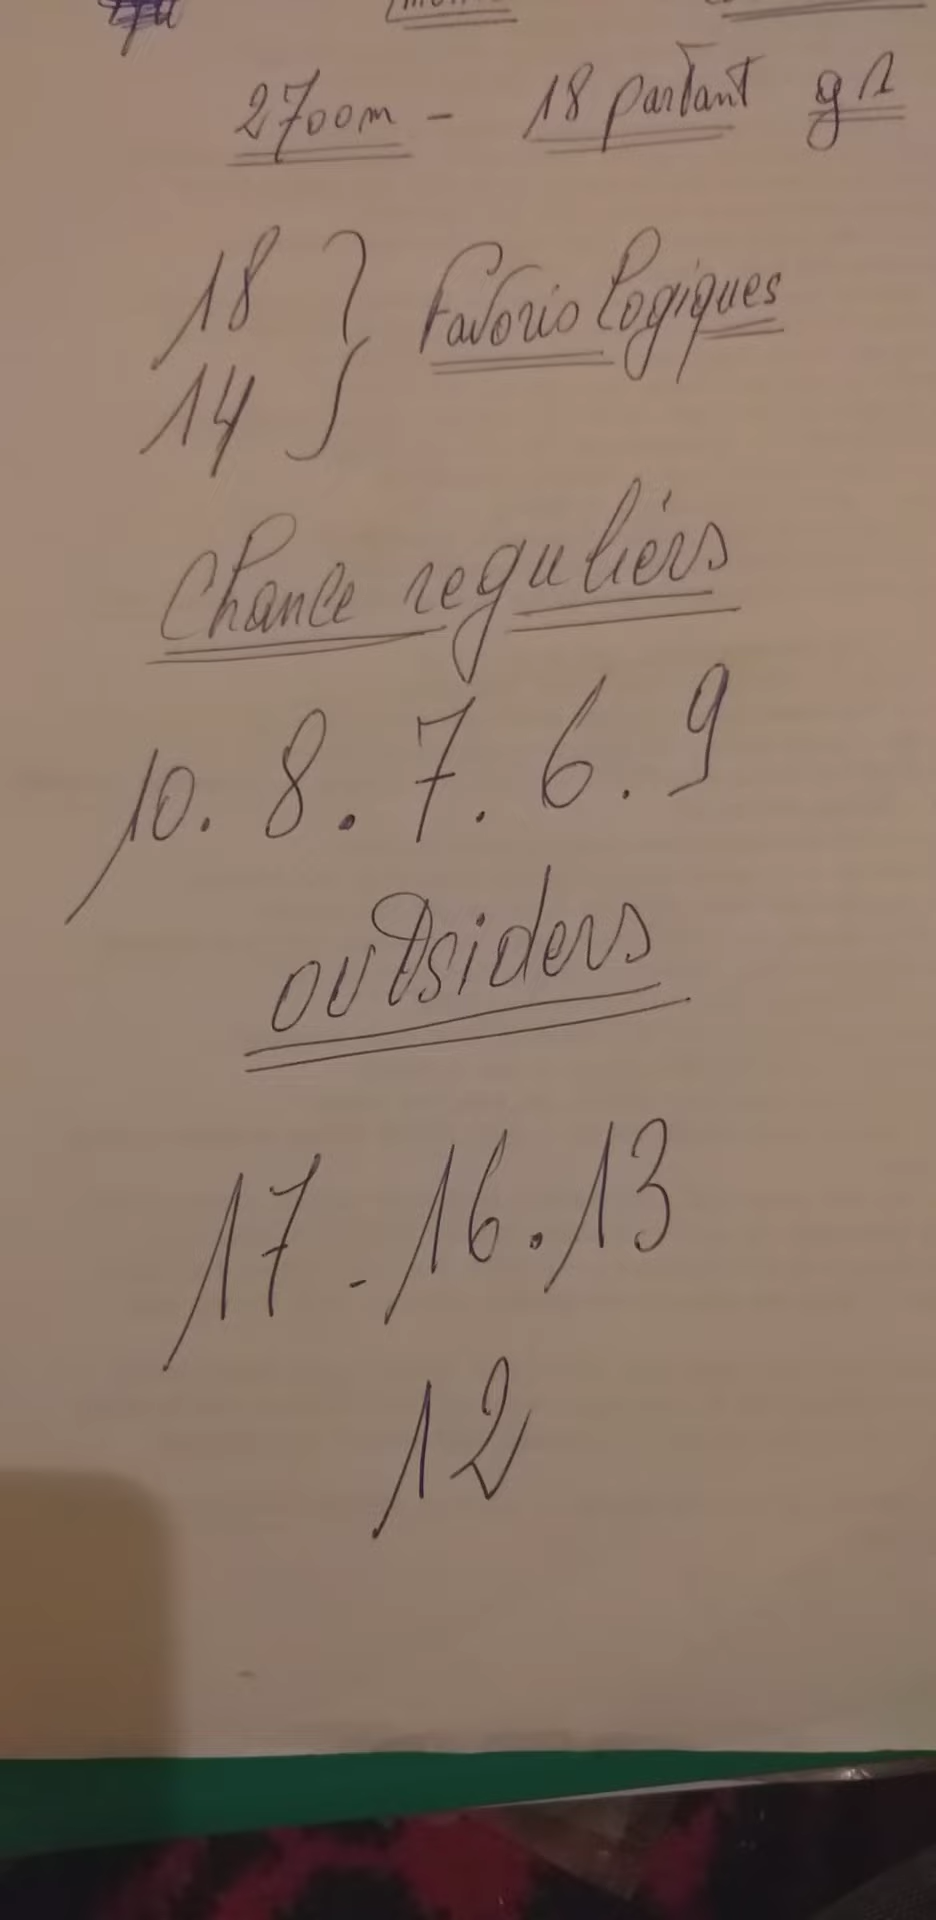 2700m - 18 partant g1
18
14 } Favoris logiques
Chance reguliérs
10. 8. 7. 6. 9
outsiders
17 - 16. 13
12